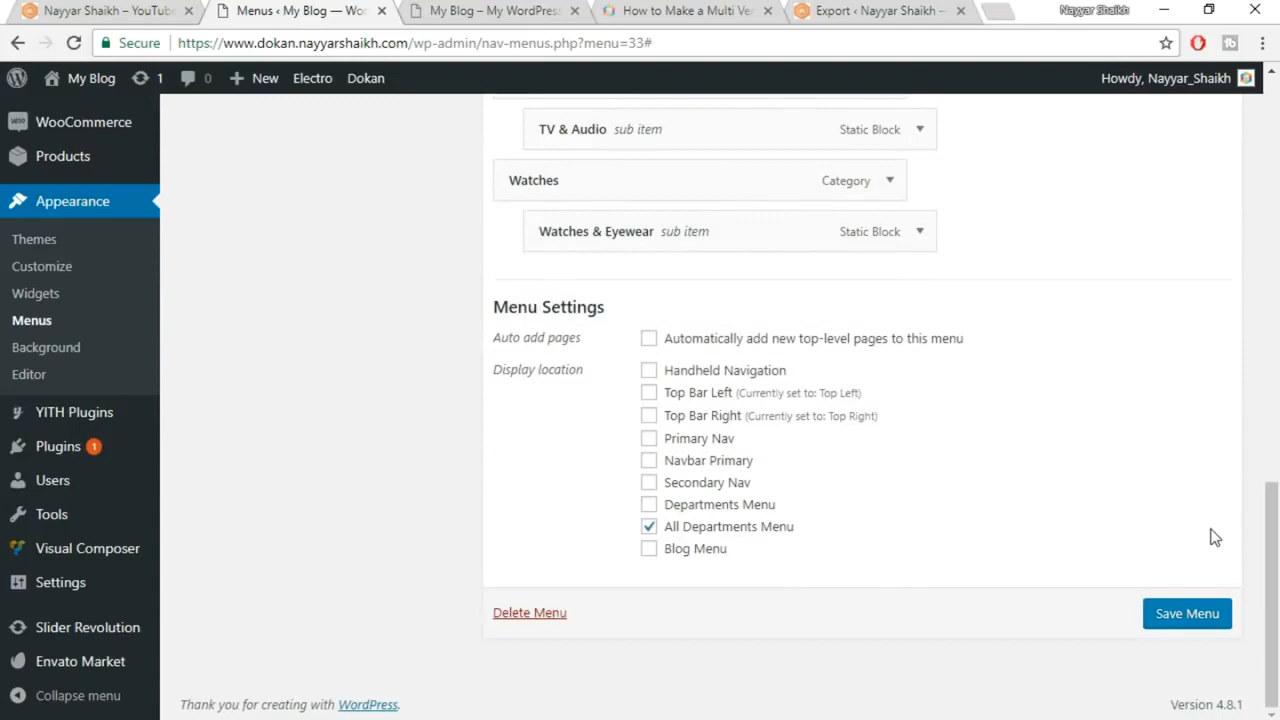 Nayyar Shaikh – YouTube
Menus ‹ My Blog — Wor
My Blog – My WordPress
How to Make a Multi Ve
Export ‹ Nayyar Shaikh —
Nayyar Shaikh
Secure
https://www.dokan.nayyarshaikh.com/wp-admin/nav-menus.php?menu=33#
My Blog
1
0
New
Electro
Dokan
Howdy, Nayyar_Shaikh
WooCommerce
Products
Appearance
Themes
Customize
Widgets
Menus
Background
Editor
YITH Plugins
Plugins 1
Users
Tools
Visual Composer
Settings
Slider Revolution
Envato Market
Collapse menu
TV & Audio sub item Static Block
Watches Category
Watches & Eyewear sub item Static Block
Menu Settings
Auto add pages
Automatically add new top-level pages to this menu
Display location
Handheld Navigation
Top Bar Left (Currently set to: Top Left)
Top Bar Right (Currently set to: Top Right)
Primary Nav
Navbar Primary
Secondary Nav
Departments Menu
All Departments Menu
Blog Menu
Delete Menu
Save Menu
Thank you for creating with WordPress.
Version 4.8.1